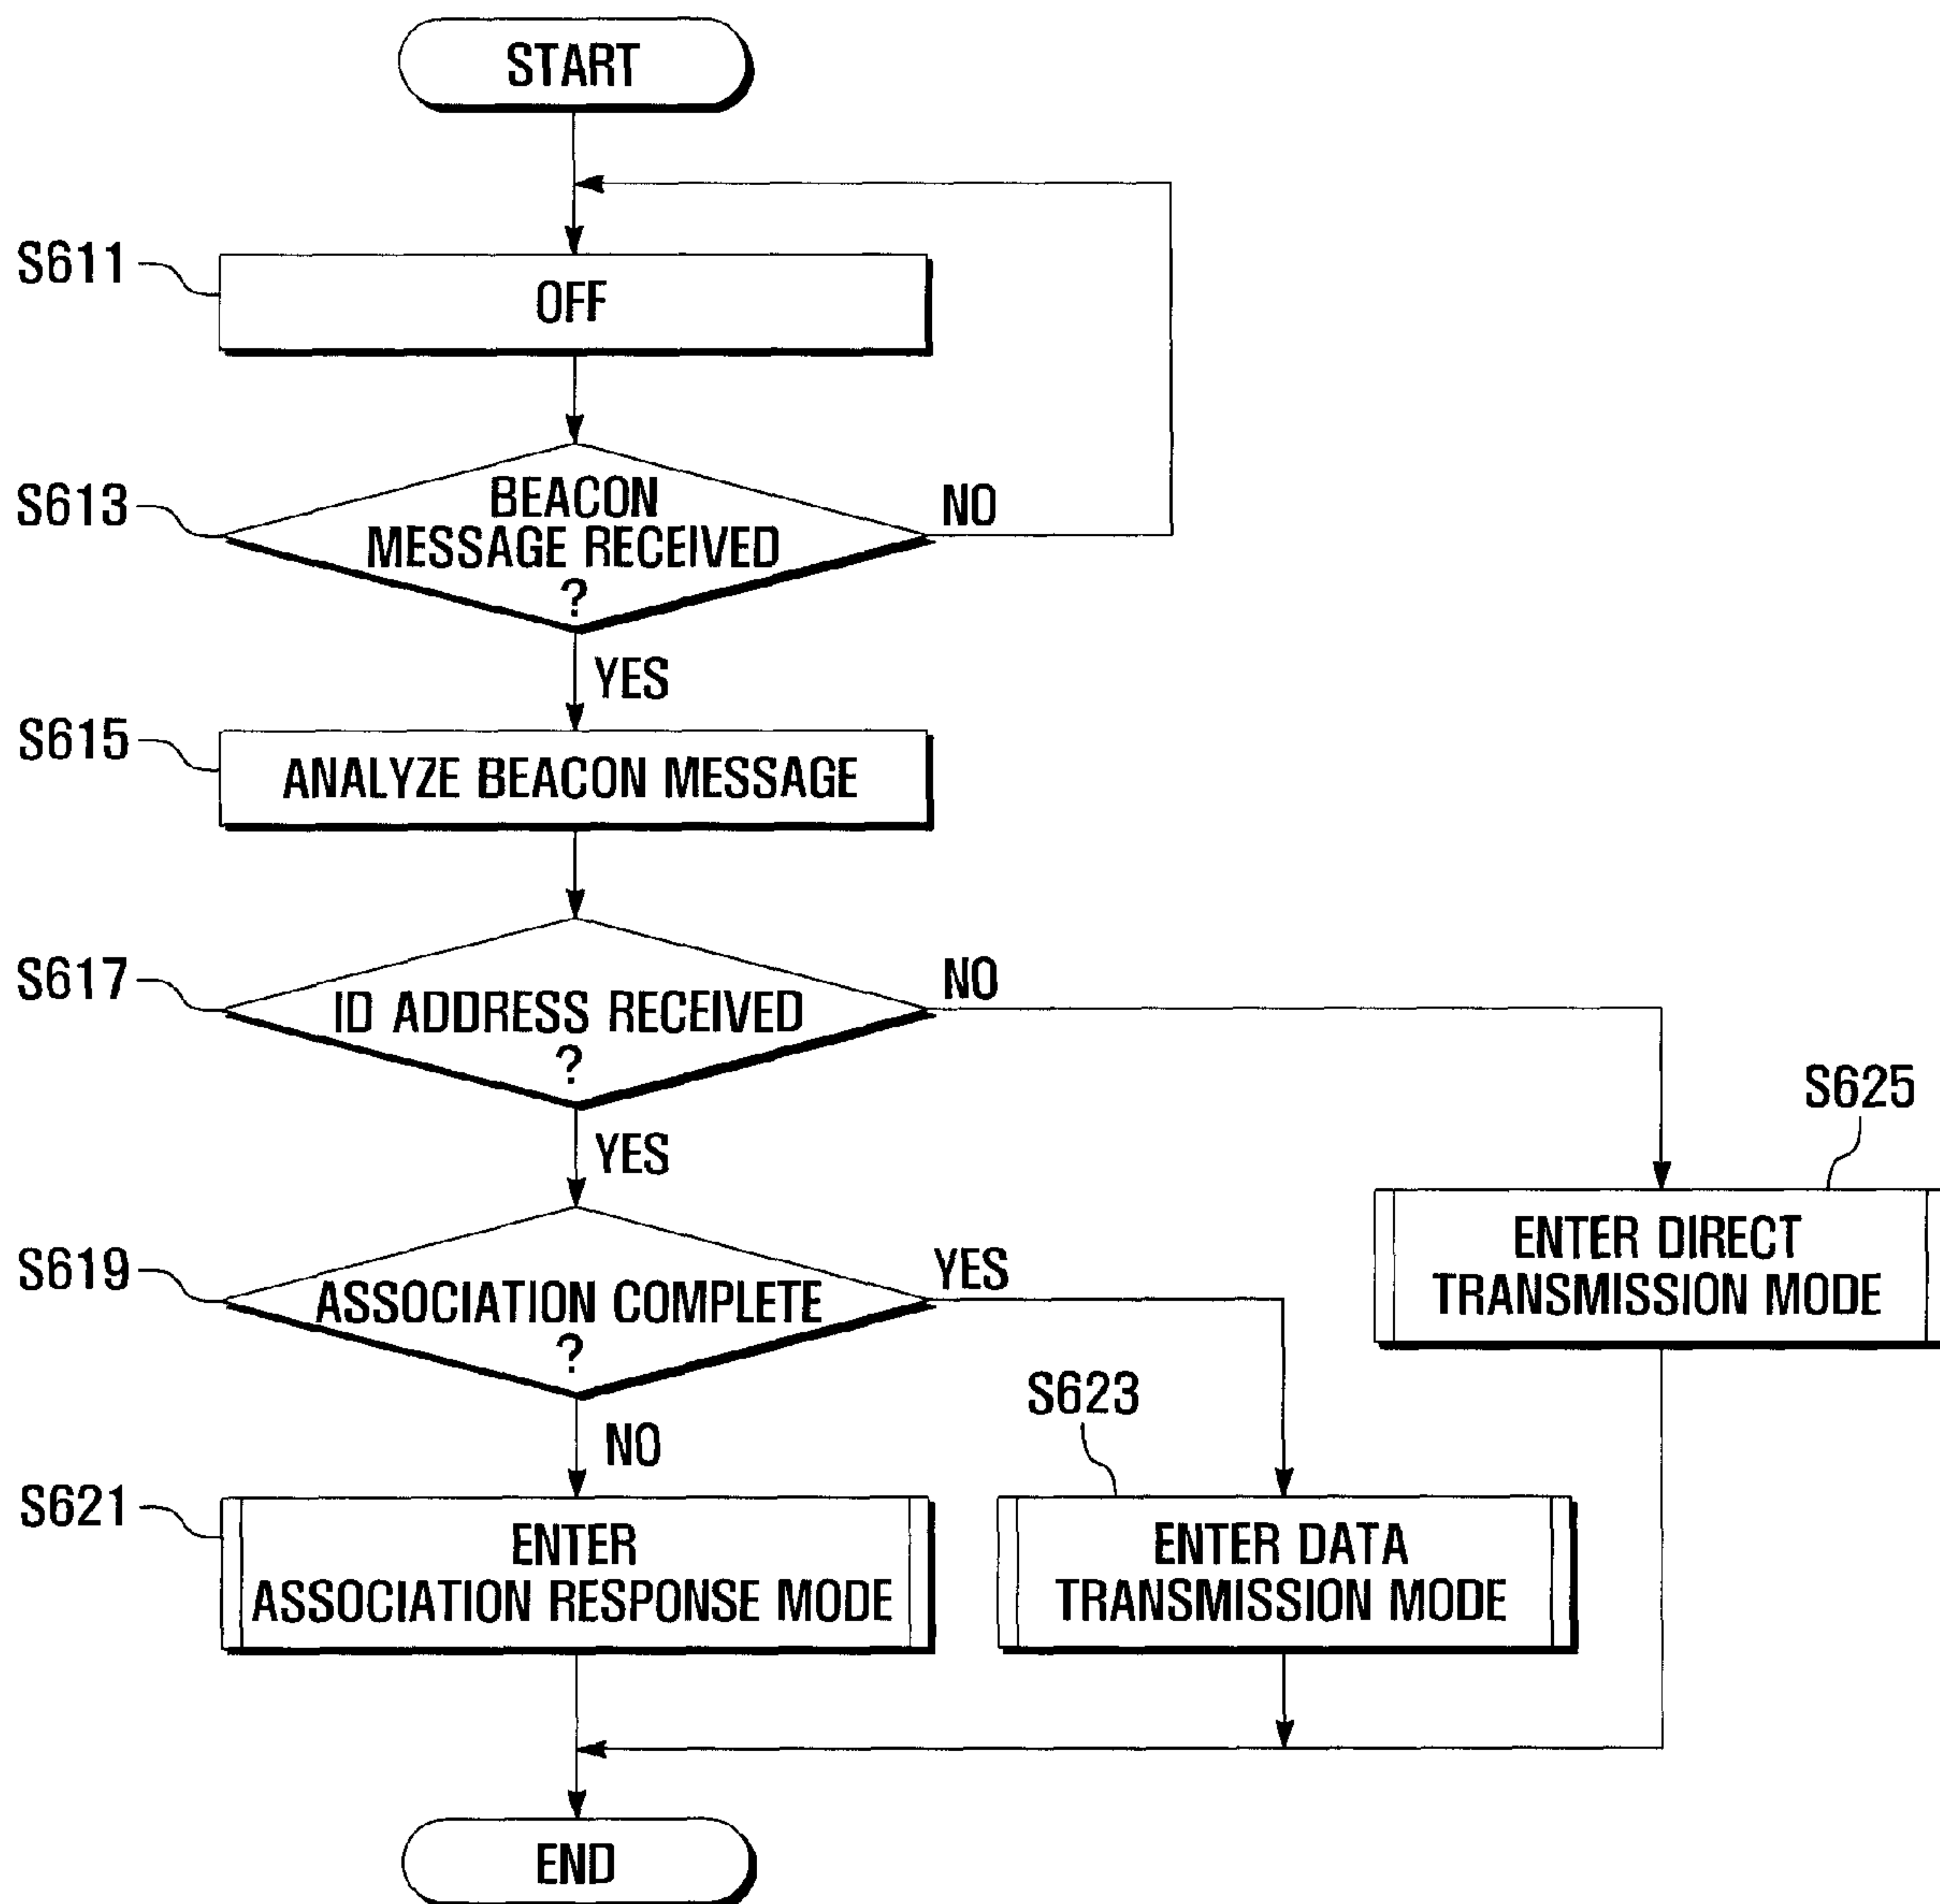 START
S611
OFF
S613
BEACON
MESSAGE RECEIVED
?
NO
YES
S615
ANALYZE BEACON MESSAGE
S617
ID ADDRESS RECEIVED
?
NO
YES
S625
ENTER DIRECT
TRANSMISSION MODE
S619
ASSOCIATION COMPLETE
?
YES
NO
S623
S621
ENTER
ASSOCIATION RESPONSE MODE
ENTER DATA
TRANSMISSION MODE
END